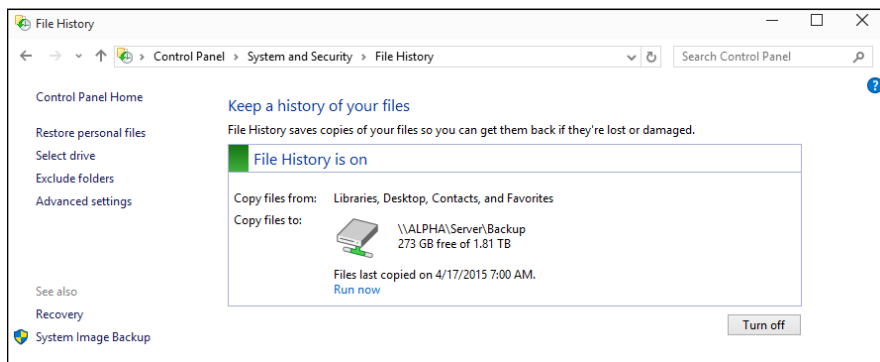 File History
Control Panel > System and Security > File History
Search Control Panel
?
Control Panel Home
Restore personal files
Select drive
Exclude folders
Advanced settings
See also
Recovery
System Image Backup
Keep a history of your files
File History saves copies of your files so you can get them back if they're lost or damaged.
File History is on
Copy files from: Libraries, Desktop, Contacts, and Favorites
Copy files to:
\\ALPHA\Server\Backup
273 GB free of 1.81 TB
Files last copied on 4/17/2015 7:00 AM.
Run now
Turn off